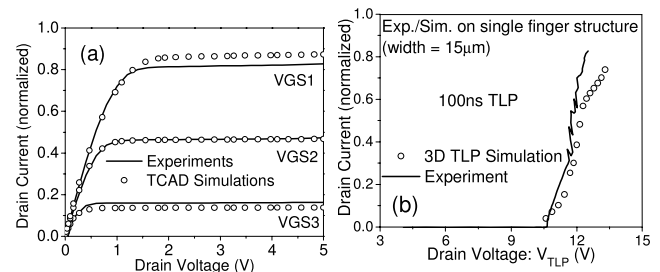 (a)
Drain Current (normalized)
1.0
0.8
0.6
0.4
0.2
0.0
VGS1
VGS2
VGS3
Experiments
TCAD Simulations
0
1
2
3
4
5
Drain Voltage (V)
Exp./Sim. on single finger structure
(width = 15μm)
100ns TLP
3D TLP Simulation
Experiment
(b)
Drain Current (normalized)
1.0
0.8
0.6
0.4
0.2
0.0
3
6
9
12
15
Drain Voltage: V_TLP (V)